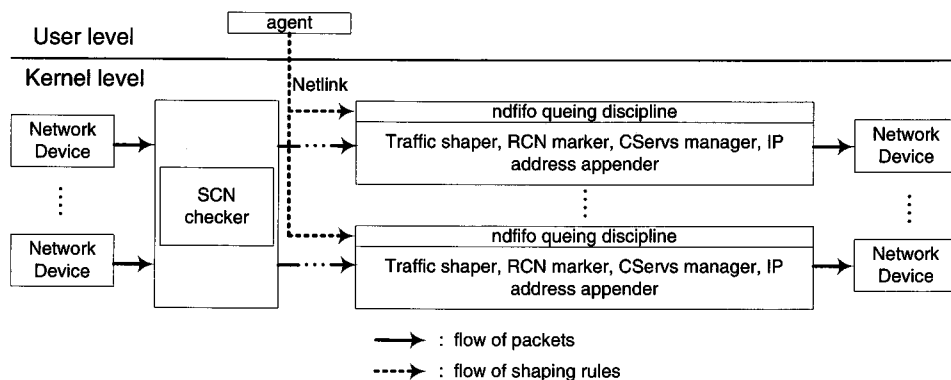 agent
User level
Kernel level
Netlink
Network
Device
SCN
checker
ndfifo queing discipline
Traffic shaper, RCN marker, CServs manager, IP
address appender
Network
Device
Network
Device
ndfifo queing discipline
Traffic shaper, RCN marker, CServs manager, IP
address appender
Network
Device
: flow of packets
: flow of shaping rules